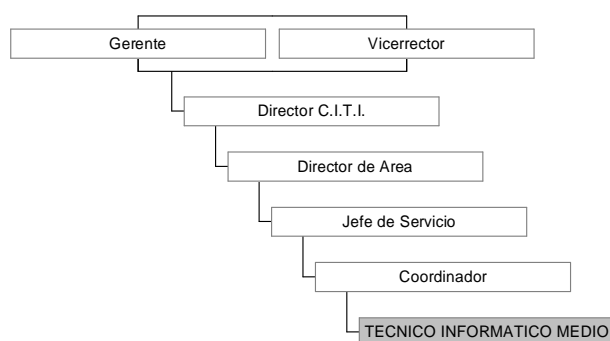 Gerente
Vicerrector
Director C.I.T.I.
Director de Area
Jefe de Servicio
Coordinador
TECNICO INFORMATICO MEDIO